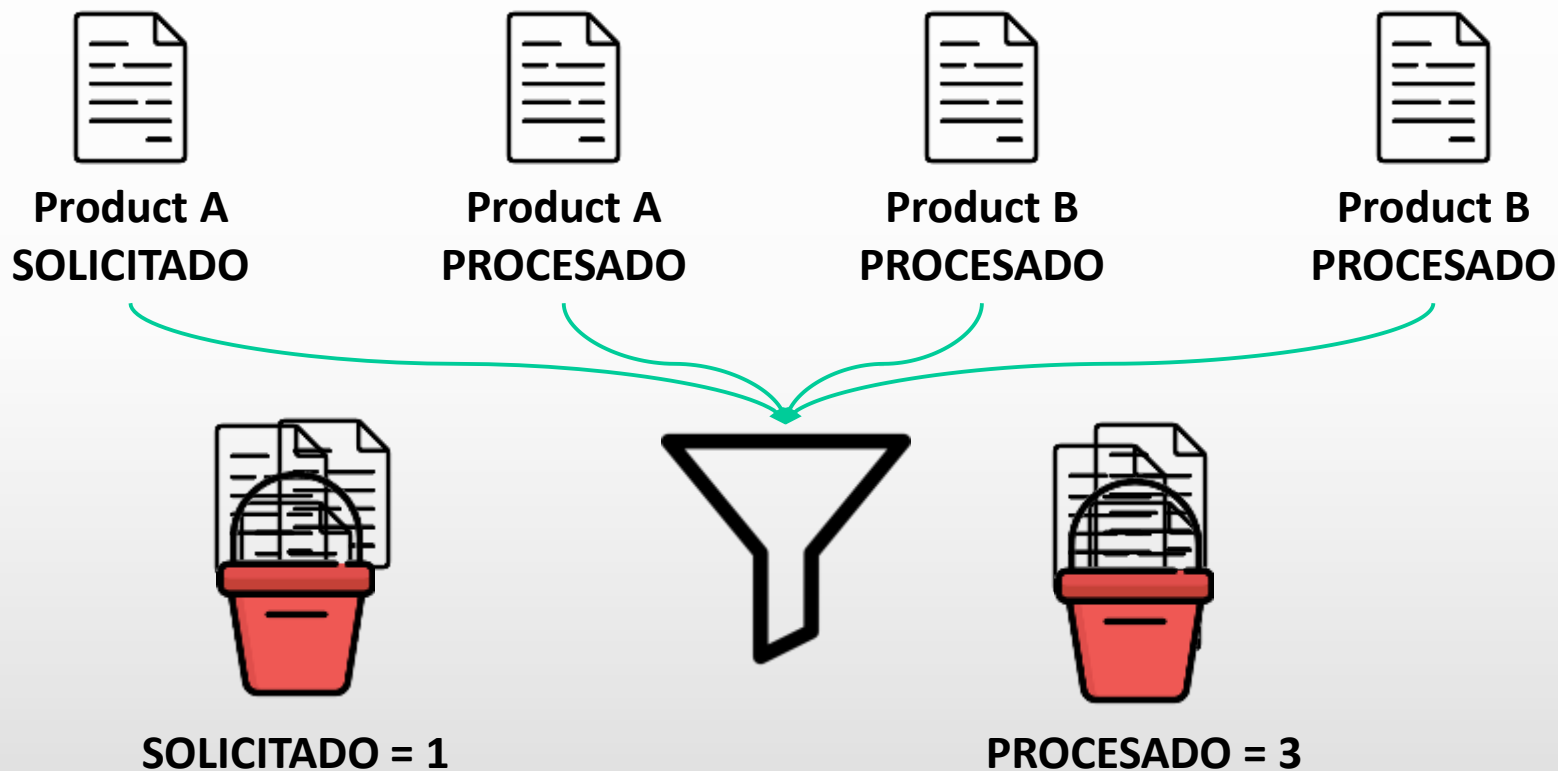 Product A
SOLICITADO
Product A
PROCESADO
Product B
PROCESADO
Product B
PROCESADO
SOLICITADO = 1
PROCESADO = 3